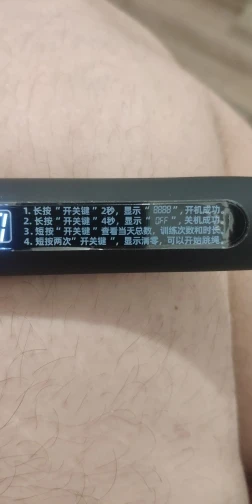 1. 长按“开关键”2秒，显示“8888”，开机成功。
2. 长按“开关键”4秒，显示“OFF”，关机成功。
3. 短按“开关键”查看当天总数，训练次数和时长。
4. 短按两次“开关键”，显示清零，可以开始跳绳。